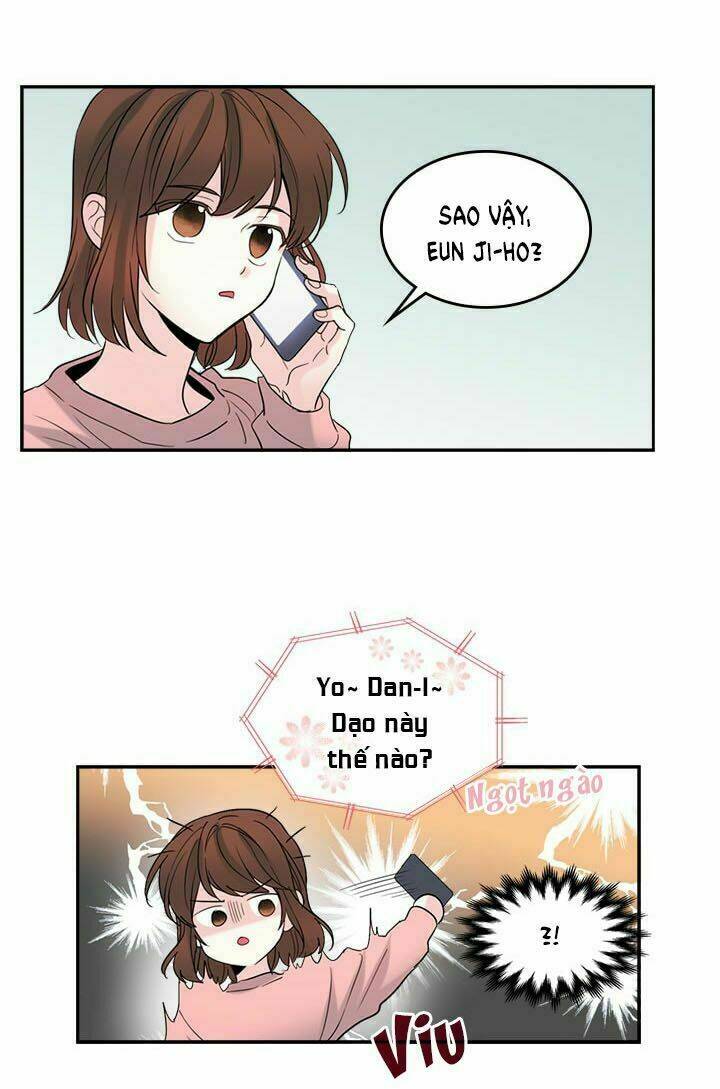 SAO VẬY,
EUN JI-HO?
Yo~ Dan-I~
Dạo này
thế nào?
Ngọt ngào
?!
Viu